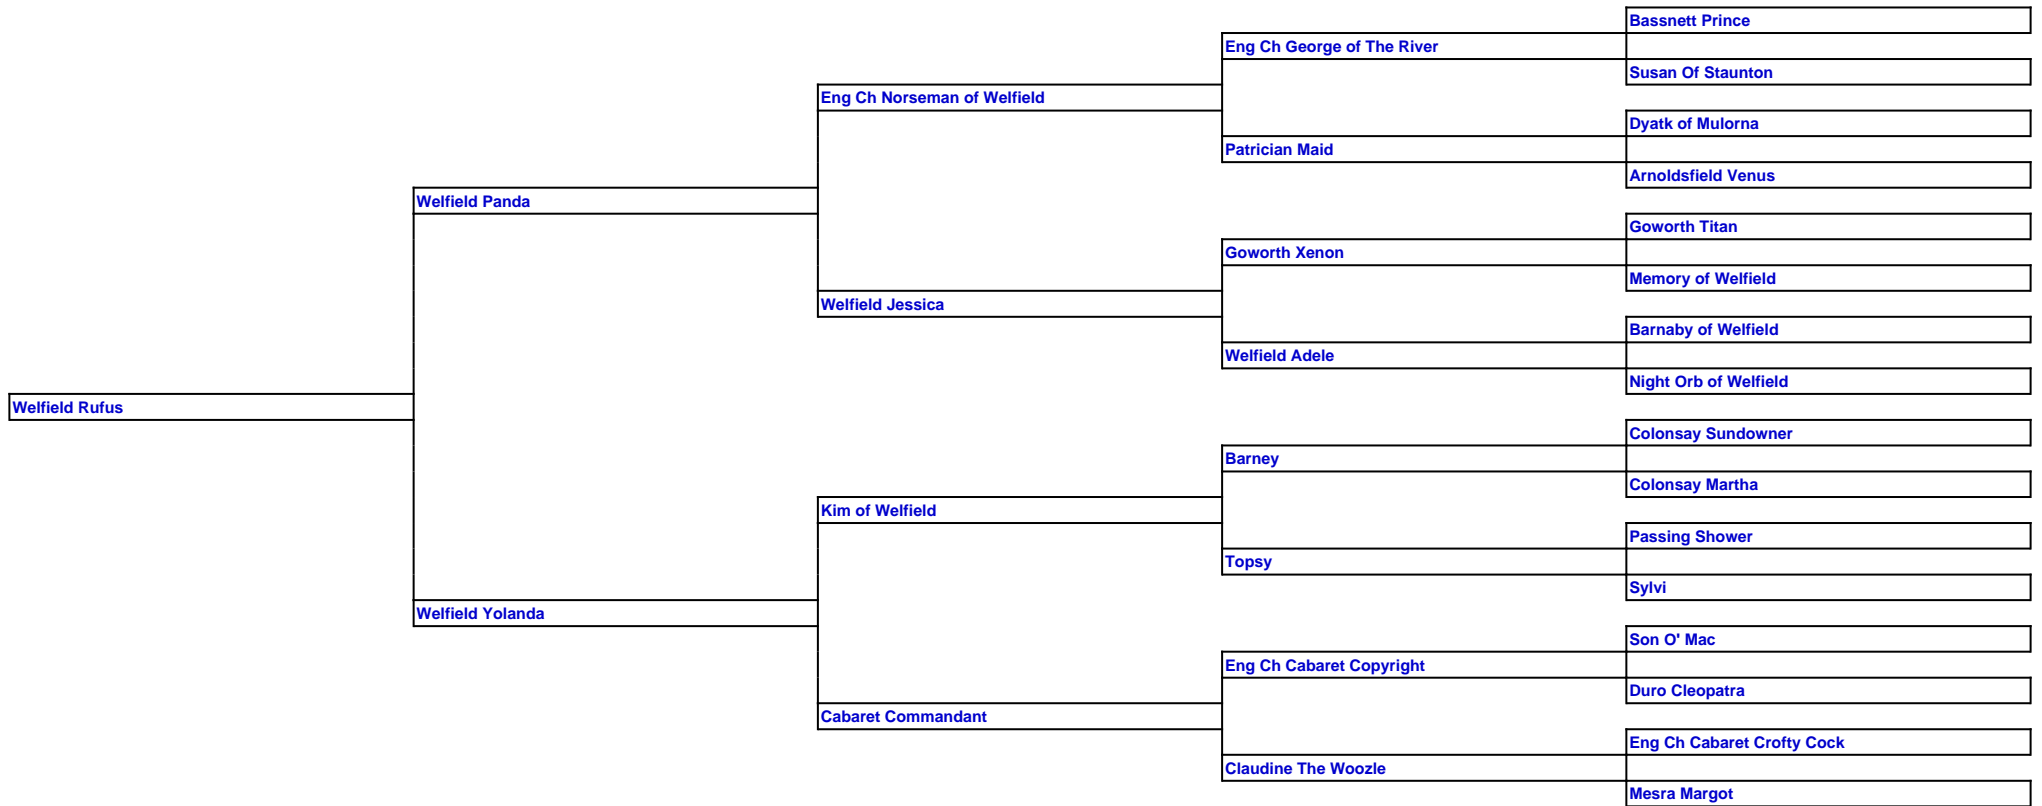 Bassnett Prince
Eng Ch George of The River
Susan Of Staunton
Eng Ch Norseman of Welfield
Dyatk of Mulorna
Patrician Maid
Arnoldsfield Venus
Welfield Panda
Goworth Titan
Goworth Xenon
Memory of Welfield
Welfield Jessica
Barnaby of Welfield
Welfield Adele
Night Orb of Welfield
Welfield Rufus
Colonsay Sundowner
Barney
Colonsay Martha
Kim of Welfield
Passing Shower
Topsy
Sylvi
Welfield Yolanda
Son O' Mac
Eng Ch Cabaret Copyright
Duro Cleopatra
Cabaret Commandant
Eng Ch Cabaret Crofty Cock
Claudine The Woozle
Mesra Margot